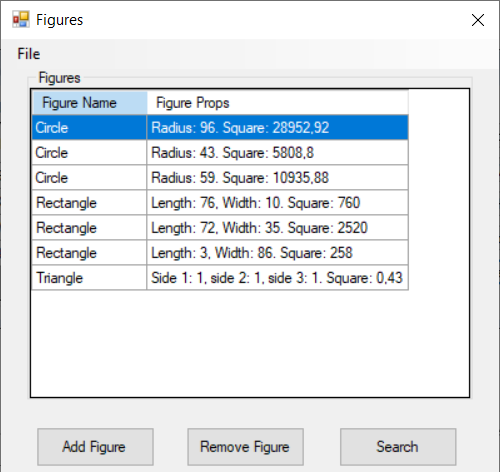 Figures
File
Figures
Figure Name Figure Props
Circle Radius: 96. Square: 28952,92
Circle Radius: 43. Square: 5808,8
Circle Radius: 59. Square: 10935,88
Rectangle Length: 76, Width: 10. Square: 760
Rectangle Length: 72, Width: 35. Square: 2520
Rectangle Length: 3, Width: 86. Square: 258
Triangle Side 1: 1, side 2: 1, side 3: 1. Square: 0,43
Add Figure Remove Figure Search